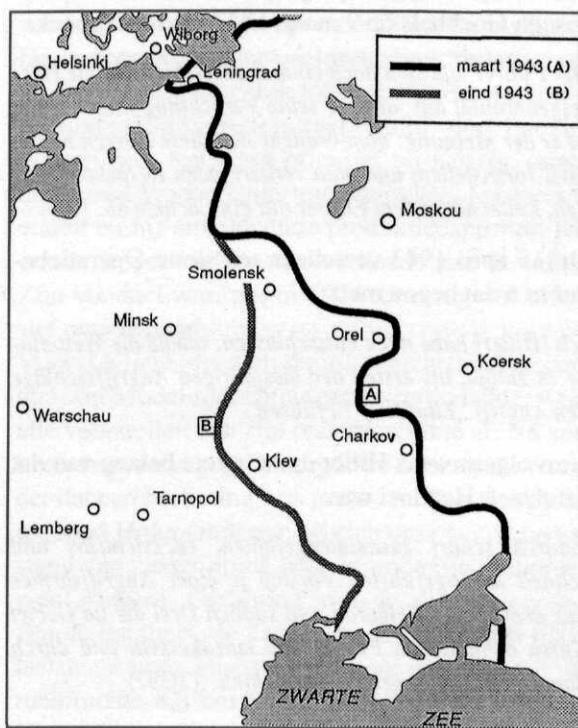 Wiborg
Helsinki
Leningrad
maart 1943 (A)
eind 1943 (B)
Moskou
Smolensk
Minsk
Orel
Koersk
A
Warschau
B
Charkov
Kiev
Lemberg
Tarnopol
ZWARTE
ZEE